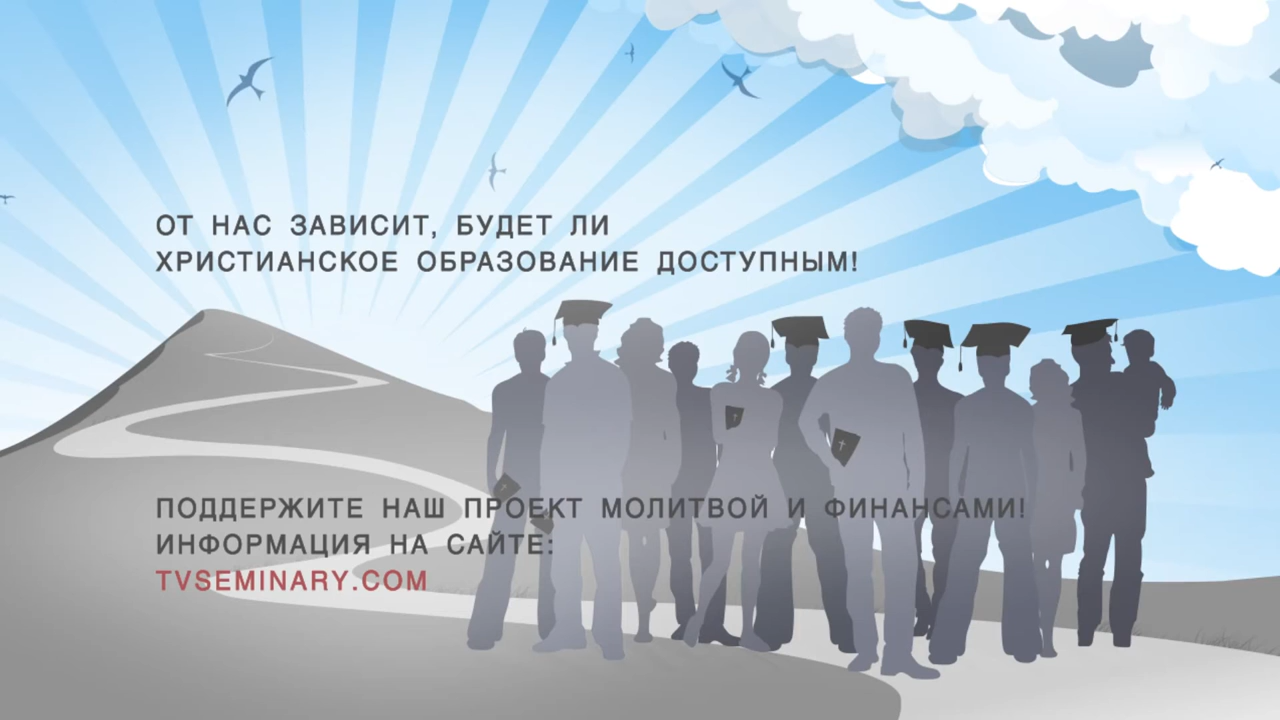 ОТ НАС ЗАВИСИТ, БУДЕТ ЛИ
ХРИСТИАНСКОЕ ОБРАЗОВАНИЕ ДОСТУПНЫМ!
ПОДДЕРЖИТЕ НАШ ПРОЕКТ МОЛИТВОЙ И ФИНАНСАМИ!
ИНФОРМАЦИЯ НА САЙТЕ:
TVSEMINARY.COM